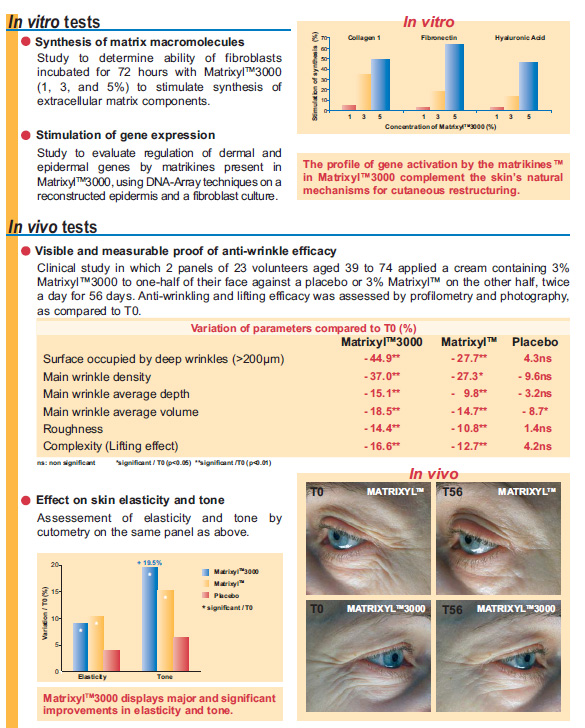 In vitro tests
Synthesis of matrix macromolecules
Study to determine ability of fibroblasts
incubated for 72 hours with Matrixyl™3000
(1, 3, and 5%) to stimulate synthesis of
extracellular matrix components.
Stimulation of gene expression
Study to evaluate regulation of dermal and
epidermal genes by matrikines present in
Matrixyl™3000, using DNA-Array techniques on a
reconstructed epidermis and a fibroblast culture.
In vitro
Collagen 1 Fibronectin Hyaluronic Acid
Stimulation of synthesis (%)
70
60
50
40
30
20
10
0
1 3 5 1 3 5 1 3 5
Concentration of Matrixyl™3000 (%)
The profile of gene activation by the matrikines™
in Matrixyl™3000 complement the skin's natural
mechanisms for cutaneous restructuring.
In vivo tests
Visible and measurable proof of anti-wrinkle efficacy
Clinical study in which 2 panels of 23 volunteers aged 39 to 74 applied a cream containing 3%
Matrixyl™3000 to one-half of their face against a placebo or 3% Matrixyl™ on the other half, twice
a day for 56 days. Anti-wrinkling and lifting efficacy was assessed by profilometry and photography,
as compared to T0.
Variation of parameters compared to T0 (%)
Matrixyl™3000 Matrixyl™ Placebo
Surface occupied by deep wrinkles (>200µm) - 44.9** - 27.7** 4.3ns
Main wrinkle density - 37.0** - 27.3* - 9.6ns
Main wrinkle average depth - 15.1** - 9.8** - 3.2ns
Main wrinkle average volume - 18.5** - 14.7** - 8.7*
Roughness - 14.4** - 10.8** 1.4ns
Complexity (Lifting effect) - 16.6** - 12.7** 4.2ns
ns: non significant *significant / T0 (p<0.05) **significant /T0 (p<0.01)
Effect on skin elasticity and tone
Assessement of elasticity and tone by
cutometry on the same panel as above.
Variation / T0 (%)
20
15
10
5
0
+ 19.5%
* * * *
Elasticity Tone
Matrixyl™3000
Matrixyl™
Placebo
* significant / T0
Matrixyl™3000 displays major and significant
improvements in elasticity and tone.
In vivo
T0 MATRIXYL™ T56 MATRIXYL™
T0 MATRIXYL™3000 T56 MATRIXYL™3000